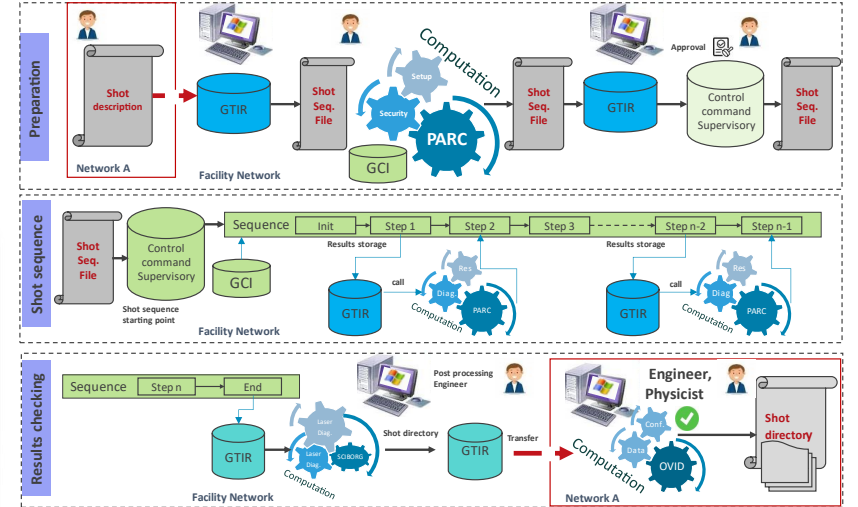 Preparation
Shot
description
Network A
GTIR
Facility Network
Shot
Seq.
File
Computation
Setup
Security
PARC
GCI
Shot
Seq.
File
GTIR
Approval
Control
command
Supervisory
Shot
Seq.
File
Shot sequence
Shot
Seq.
File
Control
command
Supervisory
Shot sequence
starting point
Facility Network
GCI
Sequence
Init
Step 1
Step 2
Step 3
Step n-2
Step n-1
Results storage
GTIR
call
Res
Diag.
PARC
Computation
Results storage
GTIR
call
Res
Diag
PARC
Computation
Results checking
Sequence
Step n
End
GTIR
Facility Network
Laser
Diag.
Laser
Diag.
SOBORG
Computation
Post processing
Engineer
Shot directory
GTIR
Transfer
Network A
Engineer,
Physicist
Conf.
Data
OVID
Computation
Shot
directory